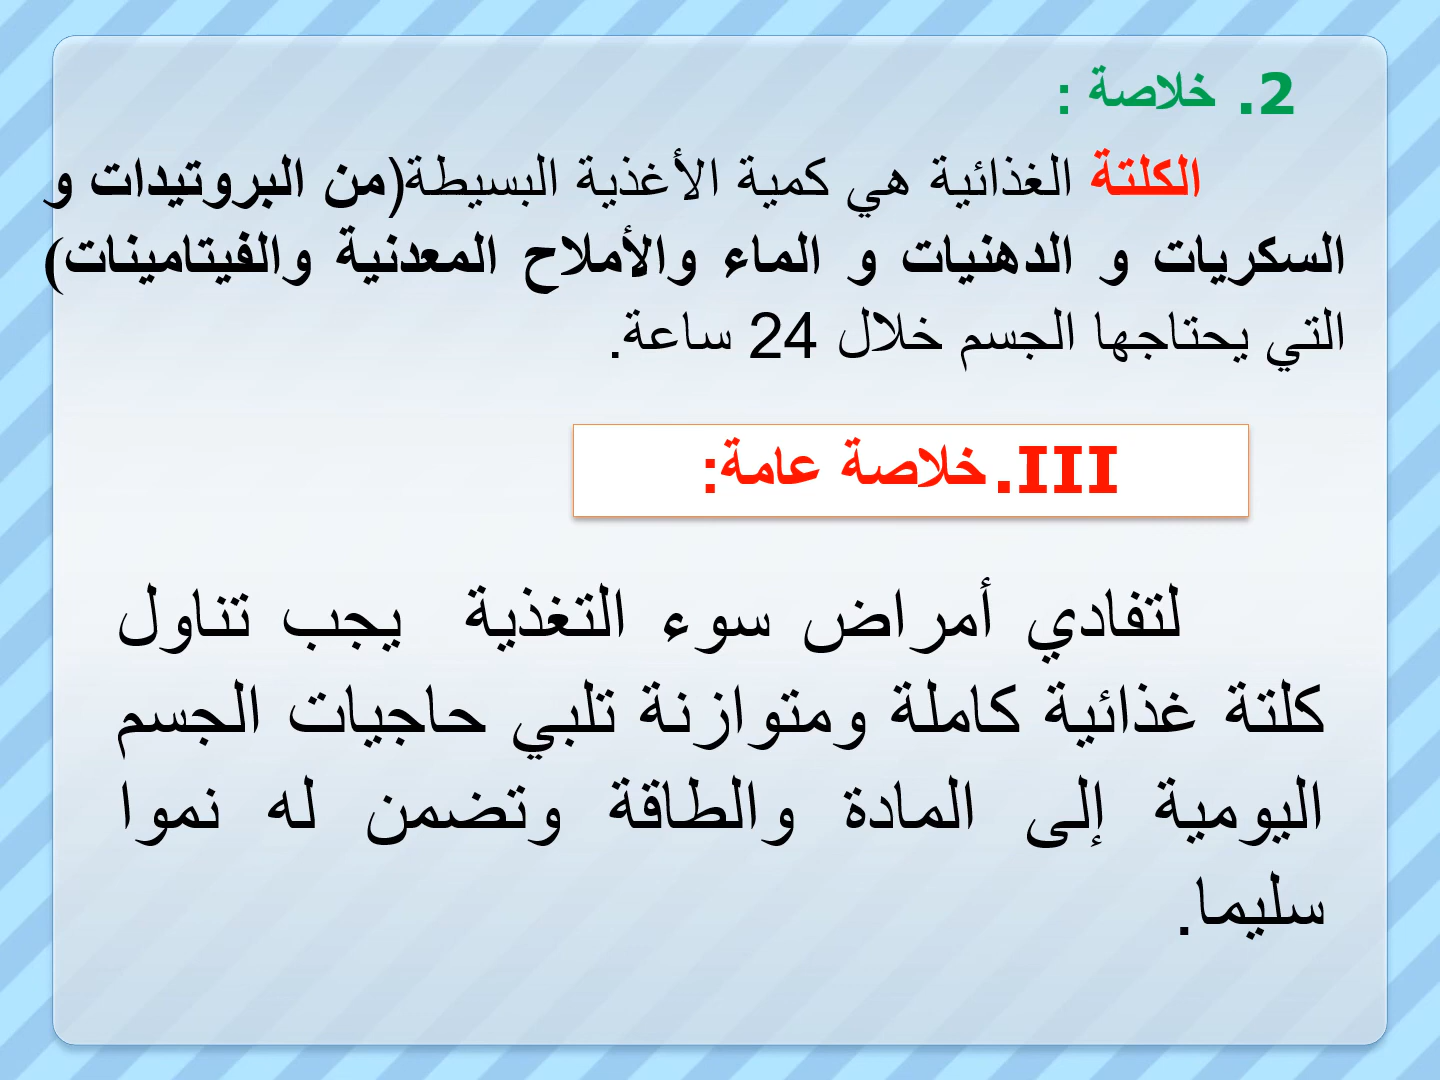 2. خلاصة :
الكلتة الغذائية هي كمية الأغذية البسيطة(من البروتيدات و
السكريات و الدهنيات و الماء والأملاح المعدنية والفيتامينات)
التي يحتاجها الجسم خلال 24 ساعة.
III. خلاصة عامة:
لتفادي أمراض سوء التغذية يجب تناول
كلتة غذائية كاملة ومتوازنة تلبي حاجيات الجسم
اليومية إلى المادة والطاقة وتضمن له نموا
سليما.